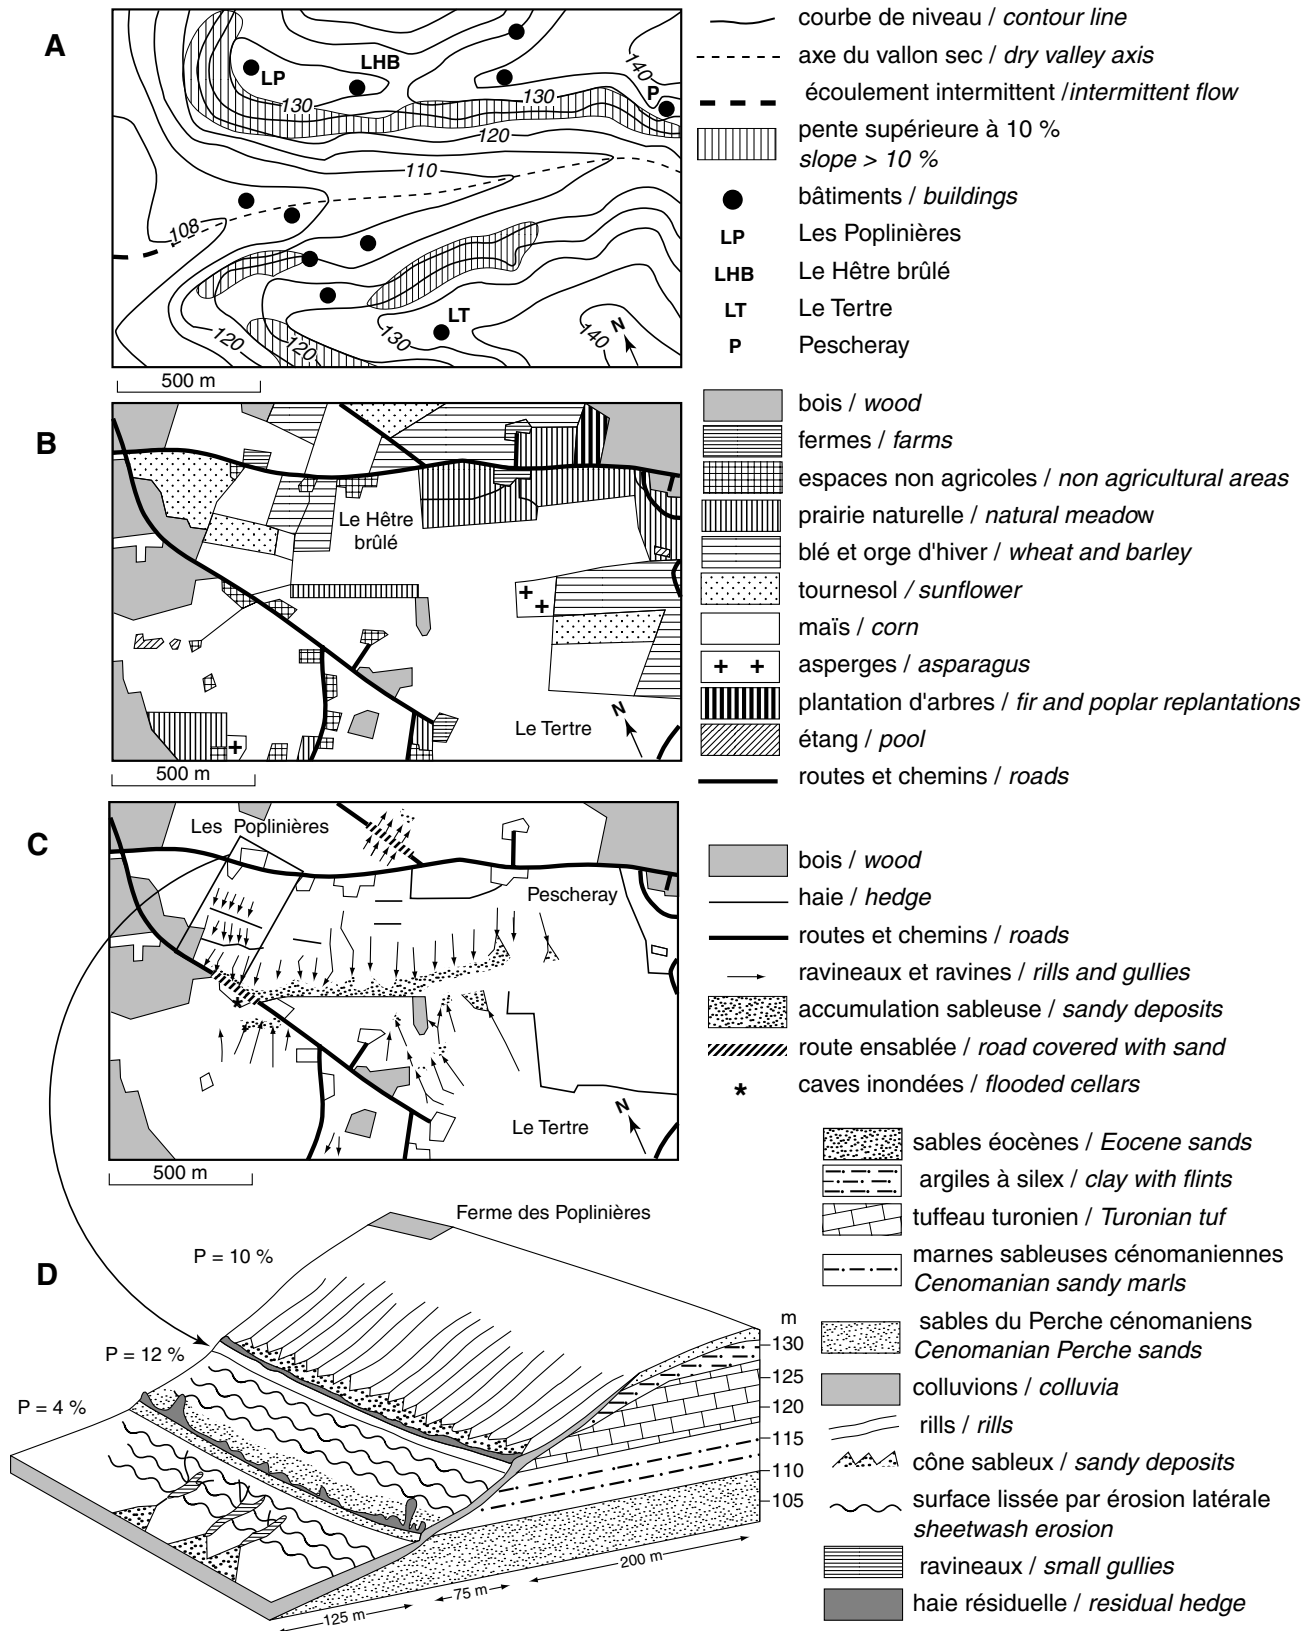 A
LP
LHB
130
130
140
P
120
110
108
120
120
130
LT
140
N
500 m
courbe de niveau / contour line
axe du vallon sec / dry valley axis
écoulement intermittent /intermittent flow
pente supérieure à 10 %
slope > 10 %
bâtiments / buildings
LP Les Poplinières
LHB Le Hêtre brûlé
LT Le Tertre
P Pescheray
B
Le Hêtre
brûlé
Le Tertre
N
500 m
bois / wood
fermes / farms
espaces non agricoles / non agricultural areas
prairie naturelle / natural meadow
blé et orge d'hiver / wheat and barley
tournesol / sunflower
maïs / corn
asperges / asparagus
plantation d'arbres / fir and poplar replantations
étang / pool
routes et chemins / roads
C
Les Poplinières
Pescheray
*
Le Tertre
N
500 m
bois / wood
haie / hedge
routes et chemins / roads
ravineaux et ravines / rills and gullies
accumulation sableuse / sandy deposits
route ensablée / road covered with sand
* caves inondées / flooded cellars
D
Ferme des Poplinières
P = 10 %
P = 12 %
P = 4 %
m
130
125
120
115
110
105
200 m
75 m
125 m
sables éocènes / Eocene sands
argiles à silex / clay with flints
tuffeau turonien / Turonian tuf
marnes sableuses cénomaniennes
Cenomanian sandy marls
sables du Perche cénomaniens
Cenomanian Perche sands
colluvions / colluvia
rills / rills
cône sableux / sandy deposits
surface lissée par érosion latérale
sheetwash erosion
ravineaux / small gullies
haie résiduelle / residual hedge